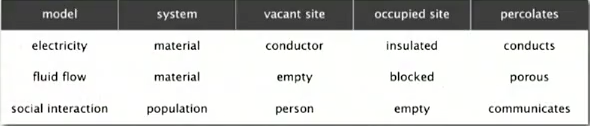 model system vacant site occupied site percolates
electricity material conductor insulated conducts
fluid flow material empty blocked porous
social interaction population person empty communicates